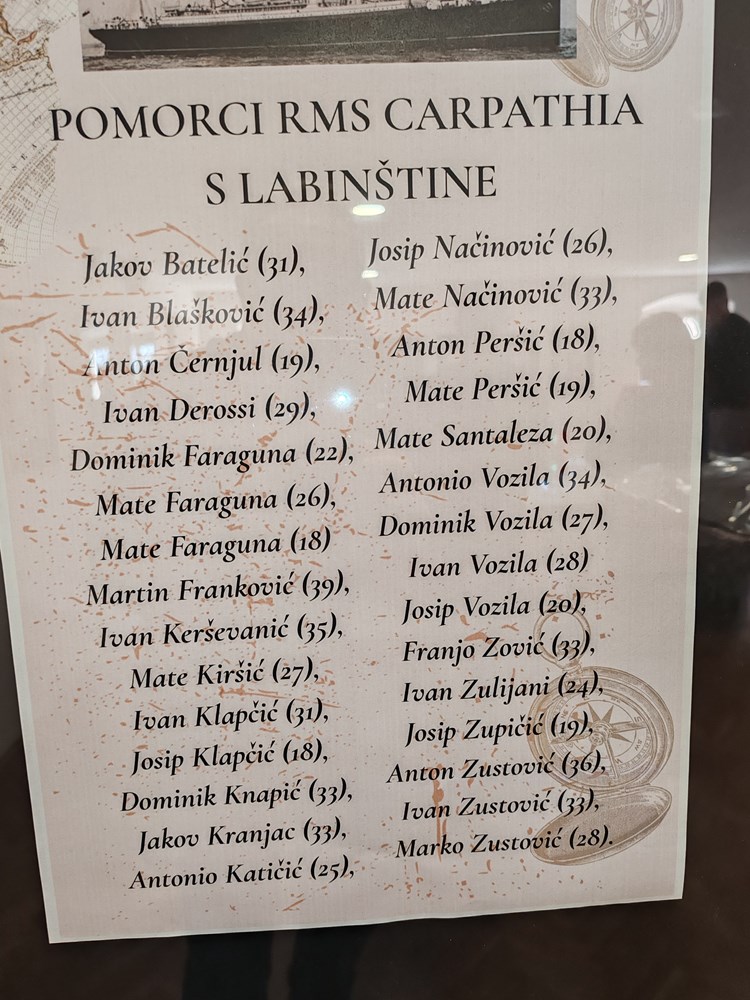 POMORCI RMS CARPATHIA
S LABINŠTINE
Jakov Batelić (31),
Ivan Blašković (34),
Anton Černjul (19),
Ivan Derossi (29),
Dominik Faraguna (22),
Mate Faraguna (26),
Mate Faraguna (18)
Martin Franković (39),
Ivan Kerševanić (35),
Mate Kiršić (27),
Ivan Klapčić (31),
Josip Klapčić (18),
Dominik Knapić (33),
Jakov Kranjac (33),
Antonio Katičić (25),
Josip Načinović (26),
Mate Načinović (33),
Anton Peršić (18),
Mate Peršić (19),
Mate Santaleza (20),
Antonio Vozila (34),
Dominik Vozila (27),
Ivan Vozila (28)
Josip Vozila (20),
Franjo Zović (33),
Ivan Zulijani (24),
Josip Zupičić (19),
Anton Zustović (36),
Ivan Zustović (33),
Marko Zustović (28).